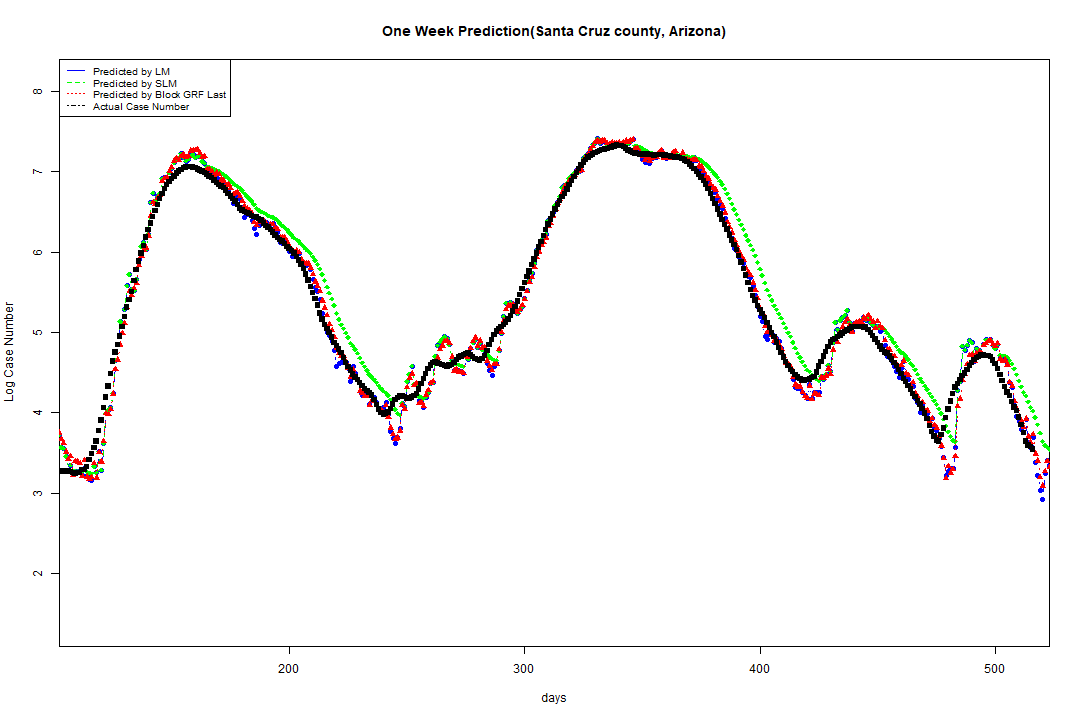 One Week Prediction(Santa Cruz county, Arizona)
Predicted by LM
Predicted by SLM
Predicted by Block GRF Last
Actual Case Number
8
7
6
5
4
3
2
Log Case Number
200 300 400 500
days